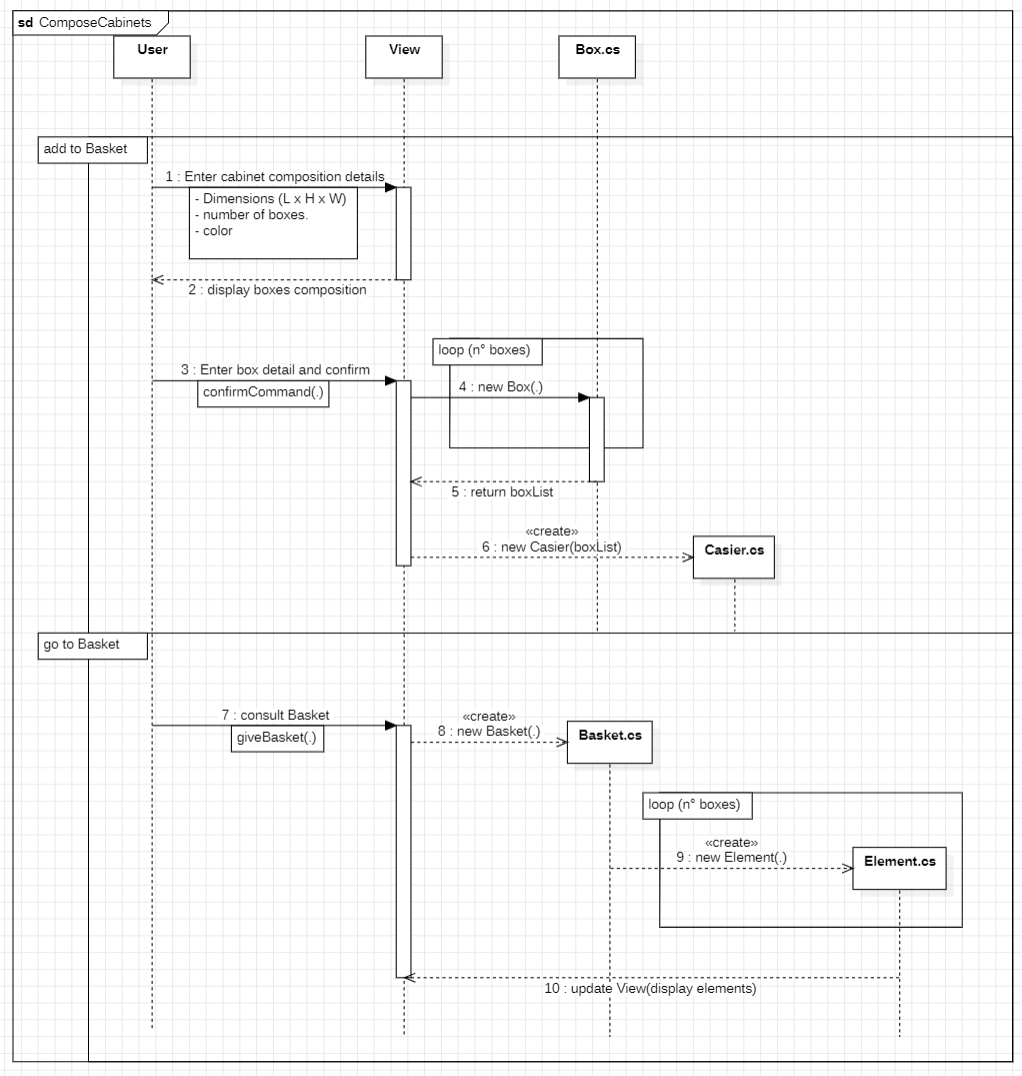 sd ComposeCabinets
User
View
Box.cs
add to Basket
1 : Enter cabinet composition details
- Dimensions (L x H x W)
- number of boxes.
- color
2 : display boxes composition
loop (n° boxes)
3 : Enter box detail and confirm
confirmCommand(.)
4 : new Box(.)
5 : return boxList
«create»
6 : new Casier(boxList)
Casier.cs
go to Basket
7 : consult Basket
giveBasket(.)
«create»
8 : new Basket(.)
Basket.cs
loop (n° boxes)
«create»
9 : new Element(.)
Element.cs
10 : update View(display elements)